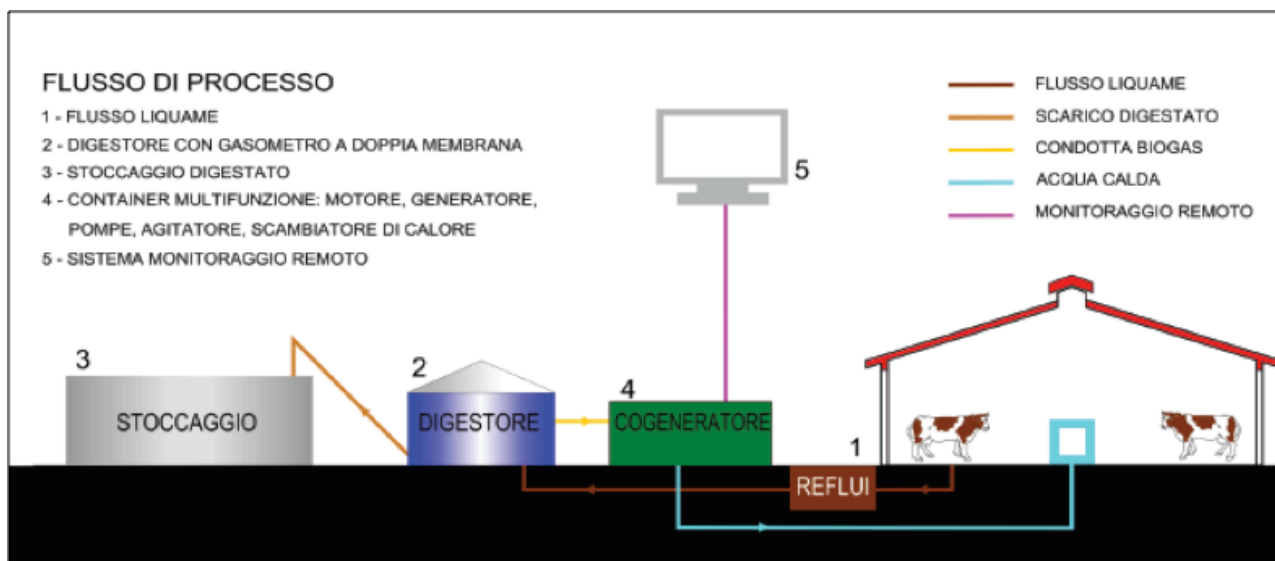 FLUSSO DI PROCESSO
1 - FLUSSO LIQUAME
2 - DIGESTORE CON GASOMETRO A DOPPIA MEMBRANA
3 - STOCCAGGIO DIGESTATO
4 - CONTAINER MULTIFUNZIONE: MOTORE, GENERATORE,
POMPE, AGITATORE, SCAMBIATORE DI CALORE
5 - SISTEMA MONITORAGGIO REMOTO
FLUSSO LIQUAME
SCARICO DIGESTATO
CONDOTTA BIOGAS
ACQUA CALDA
MONITORAGGIO REMOTO
5
3
2
4
1
STOCCAGGIO
DIGESTORE
COGENERATORE
REFLUI